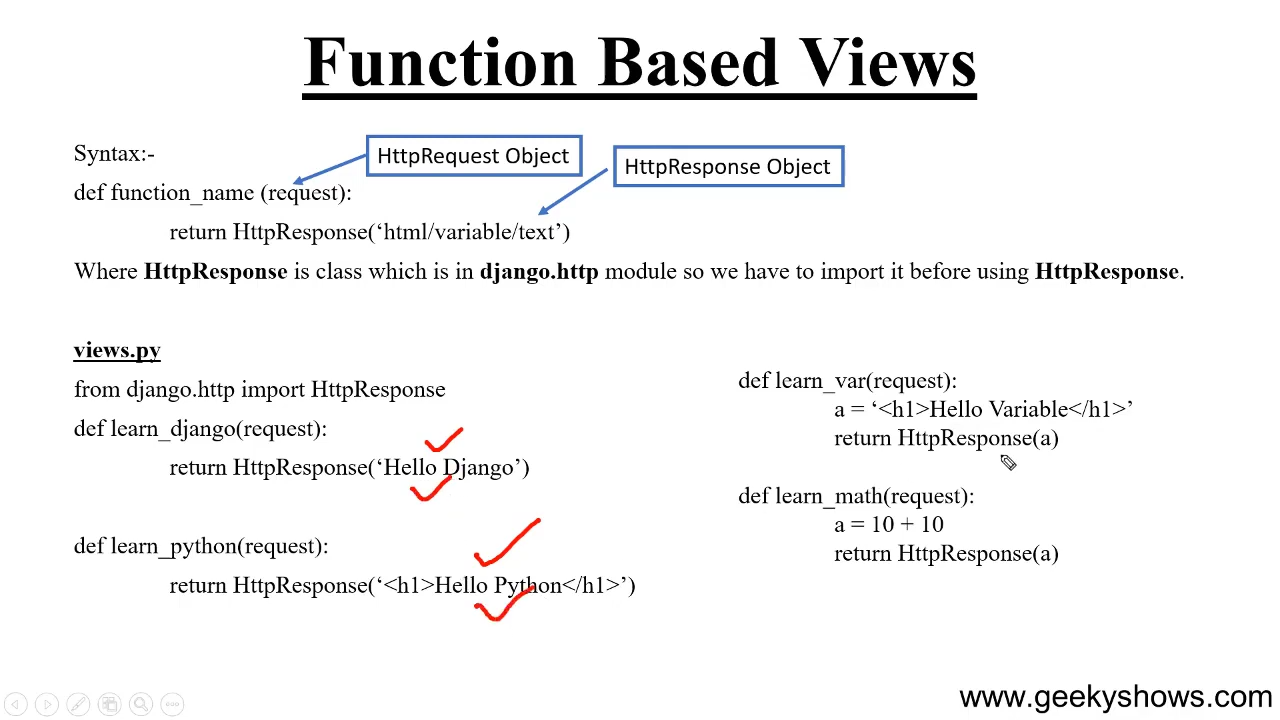 Function Based Views
Syntax:-
HttpRequest Object
HttpResponse Object
def function_name (request):
return HttpResponse(‘html/variable/text’)
Where HttpResponse is class which is in django.http module so we have to import it before using HttpResponse.
views.py
from django.http import HttpResponse
def learn_django(request):
return HttpResponse(‘Hello Django’)
def learn_python(request):
return HttpResponse(‘<h1>Hello Python</h1>’)
def learn_var(request):
a = ‘<h1>Hello Variable</h1>’
return HttpResponse(a)
def learn_math(request):
a = 10 + 10
return HttpResponse(a)
www.geekyshows.com